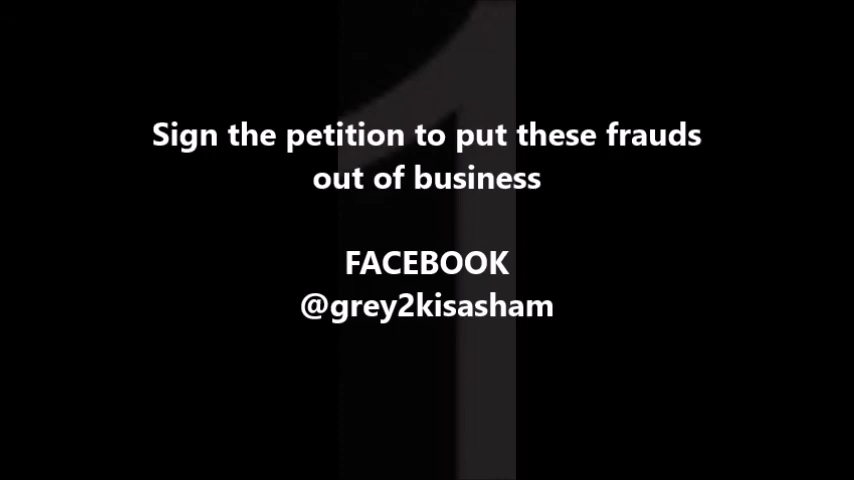 Sign the petition to put these frauds
out of business
FACEBOOK
@grey2kisasham